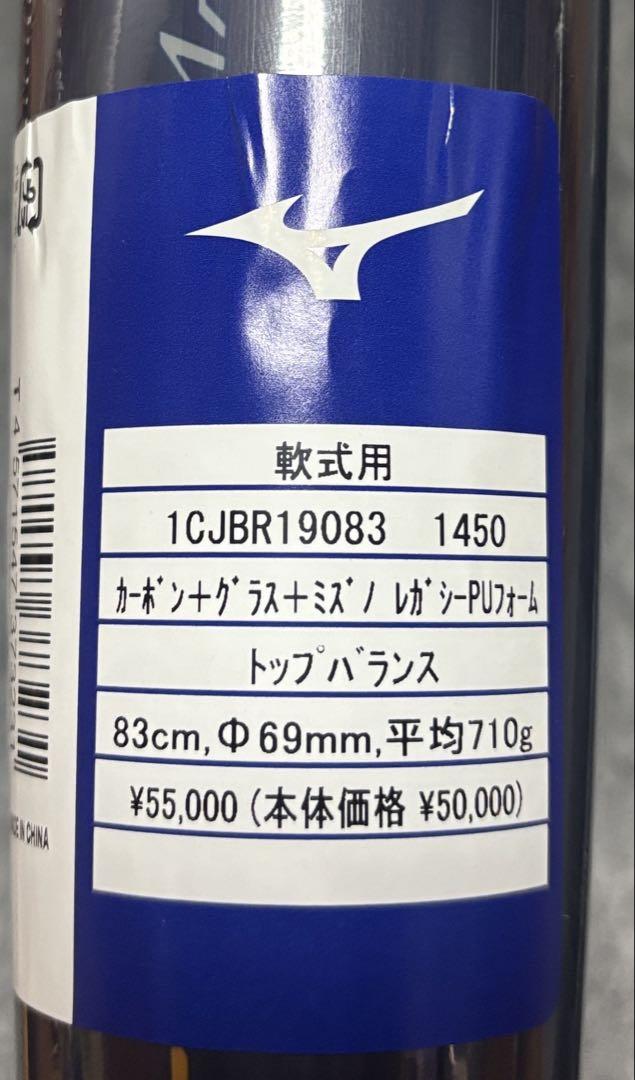 軟式用
1CJBR19083 1450
カーボン＋グラス＋ミズノ レガシーPUフォーム
トップバランス
83cm,Φ69mm,平均710g
¥55,000 (本体価格 ¥50,000)
IN CHINA